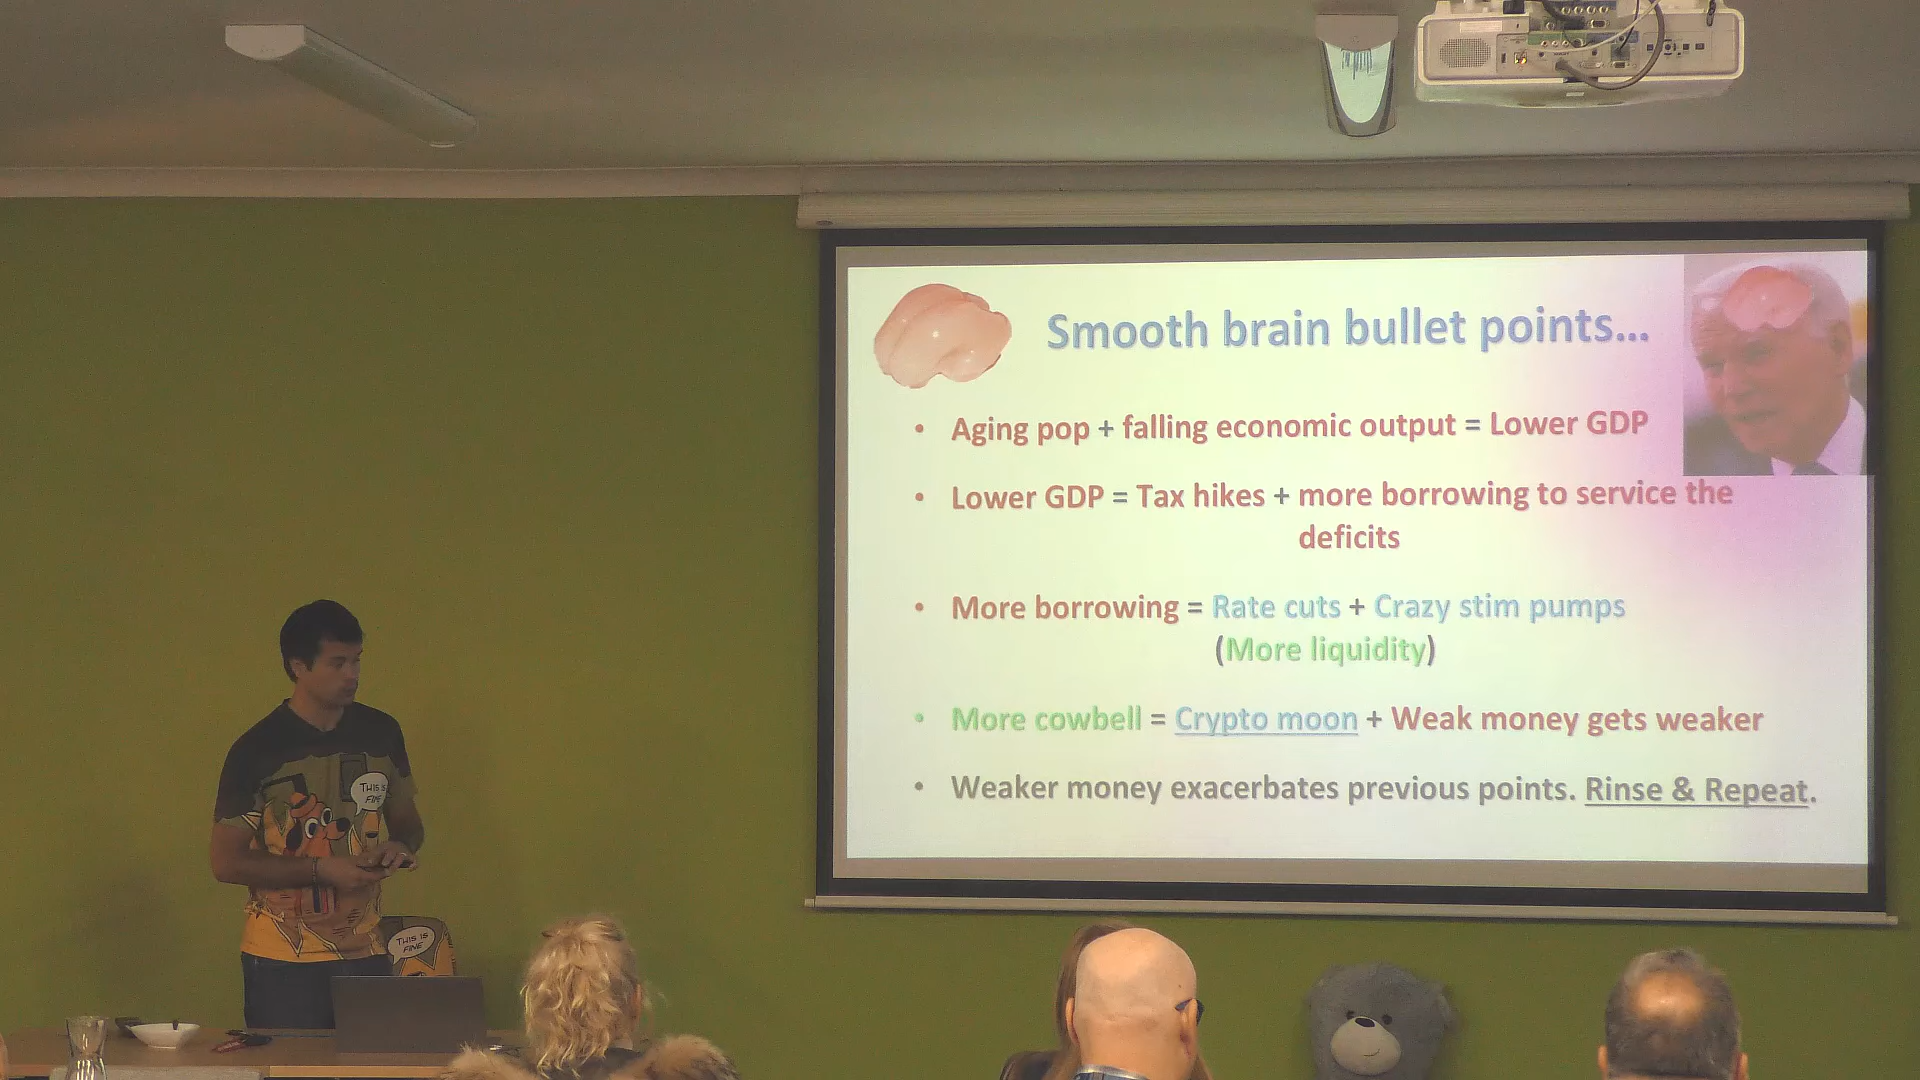 Smooth brain bullet points...
• Aging pop + falling economic output = Lower GDP
• Lower GDP = Tax hikes + more borrowing to service the
deficits
• More borrowing = Rate cuts + Crazy stim pumps
(More liquidity)
• More cowbell = Crypto moon + Weak money gets weaker
• Weaker money exacerbates previous points. Rinse & Repeat.
THIS IS
FINE
THIS IS
FINE